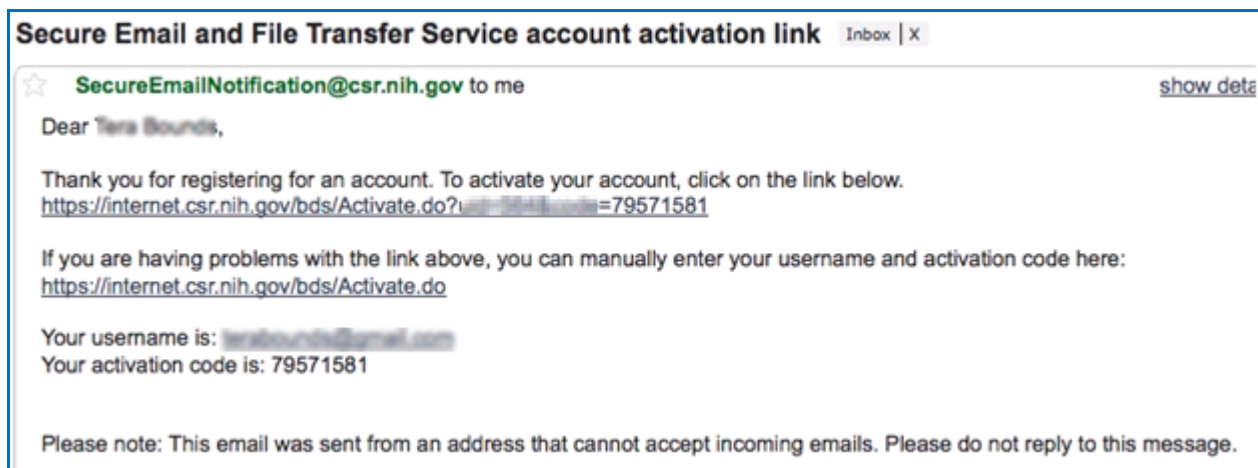 Secure Email and File Transfer Service account activation link Inbox | X
SecureEmailNotification@csr.nih.gov to me show deta
Dear
Thank you for registering for an account. To activate your account, click on the link below.
https://internet.csr.nih.gov/bds/Activate.do? =79571581
If you are having problems with the link above, you can manually enter your username and activation code here:
https://internet.csr.nih.gov/bds/Activate.do
Your username is:
Your activation code is: 79571581
Please note: This email was sent from an address that cannot accept incoming emails. Please do not reply to this message.